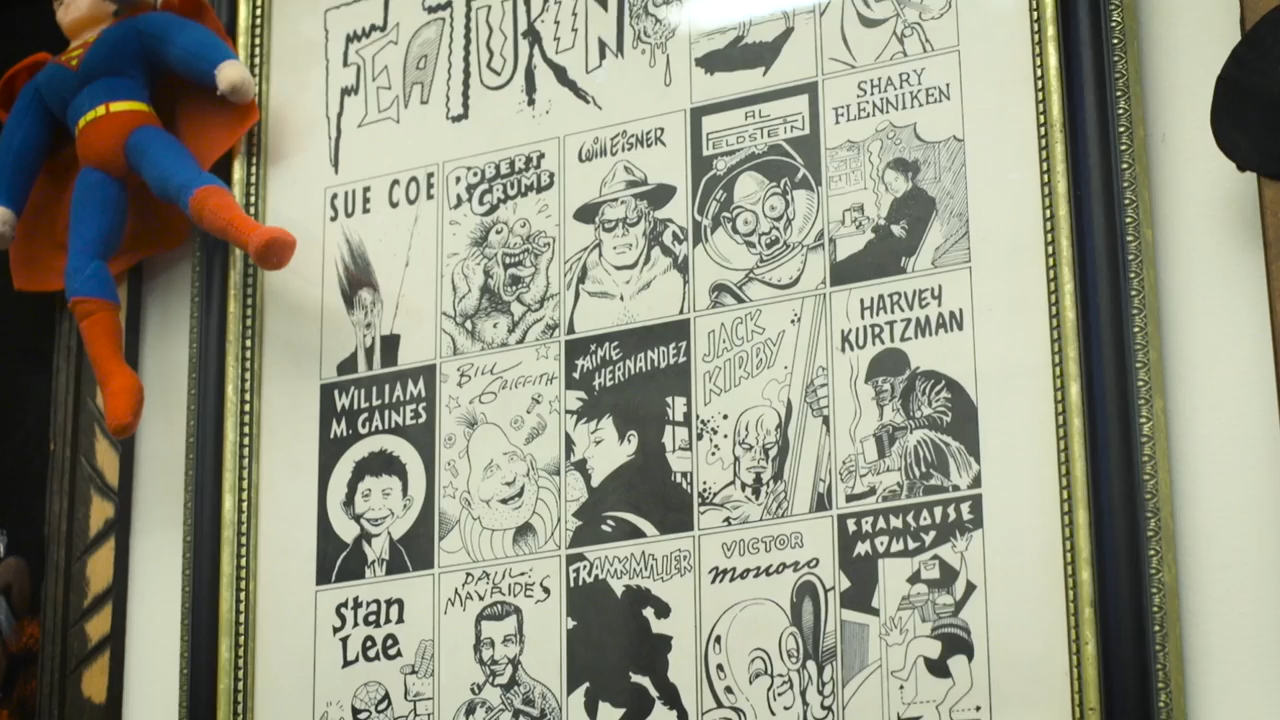 FEATURIN
SUE COE
ROBERT
CRUMB
Will EiSNER
AL
FELDSTEIN
SHARY
FLENNIKEN
WILLIAM
M. GAINES
BILL
GRIFFITH
JAiME
HERNANDEZ
JACK
KIRBY
HARVEY
KURTZMAN
Stan
Lee
PAUL
MAVRIDES
FRANK MILLER
VICTOR
Moscoso
FRANÇOISE
MOULY